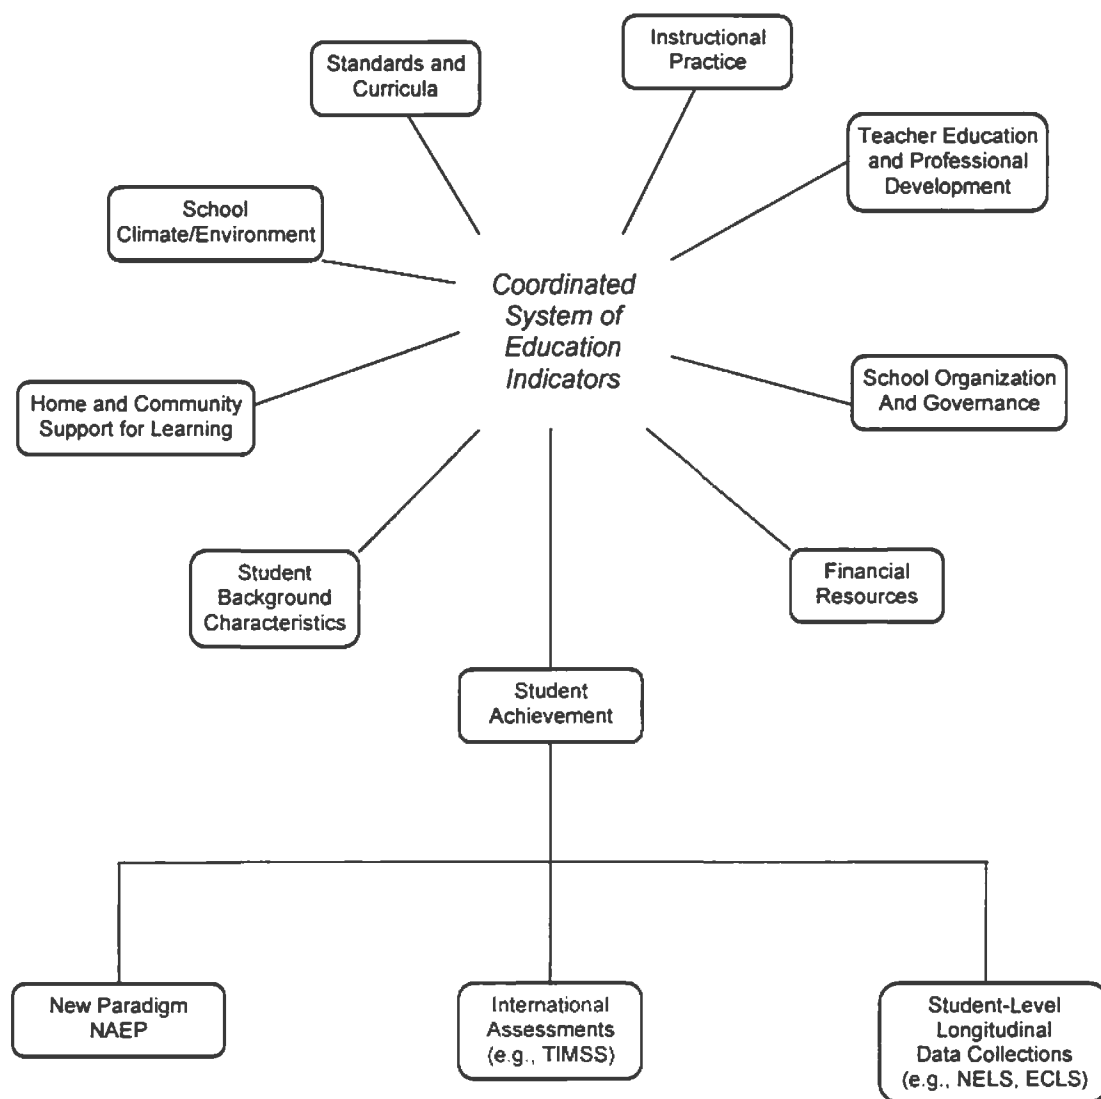 Instructional
Practice
Standards and
Curricula
Teacher Education
and Professional
Development
School
Climate/Environment
Coordinated
System of
Education
Indicators
School Organization
And Governance
Home and Community
Support for Learning
Student
Background
Characteristics
Financial
Resources
Student
Achievement
New Paradigm
NAEP
International
Assessments
(e.g., TIMSS)
Student-Level
Longitudinal
Data Collections
(e.g., NELS, ECLS)